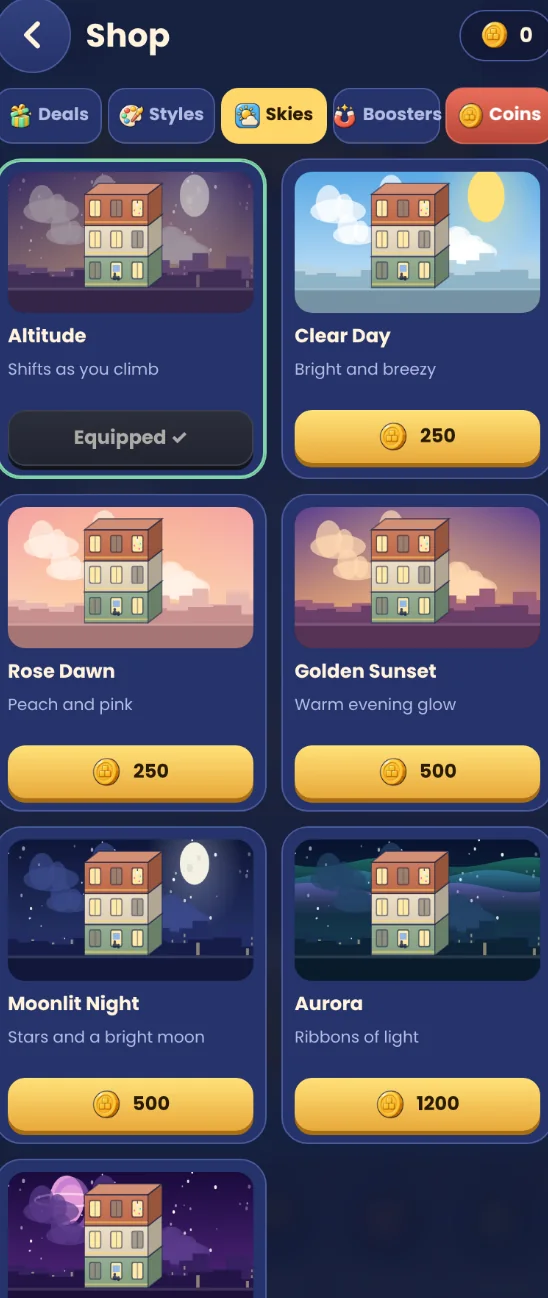 Shop
0
Deals
Styles
Skies
Boosters
Coins
Altitude
Shifts as you climb
Equipped ✓
Clear Day
Bright and breezy
250
Rose Dawn
Peach and pink
250
Golden Sunset
Warm evening glow
500
Moonlit Night
Stars and a bright moon
500
Aurora
Ribbons of light
1200